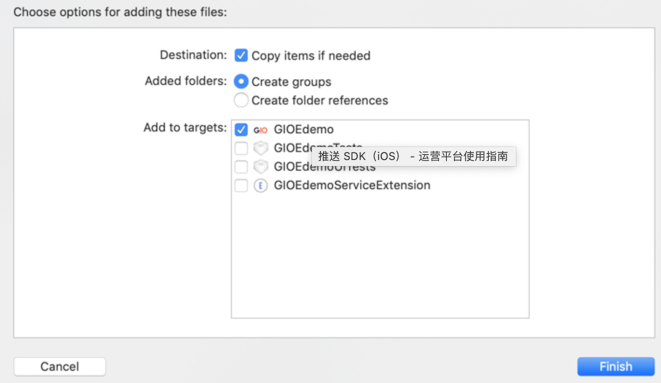 Choose options for adding these files:
Destination: Copy items if needed
Added folders: Create groups
Create folder references
Add to targets: GIO GIOEdemo
GIOEdemoTests
推送 SDK（iOS） - 运营平台使用指南
GIOEdemoUITests
E GIOEdemoServiceExtension
Cancel Finish